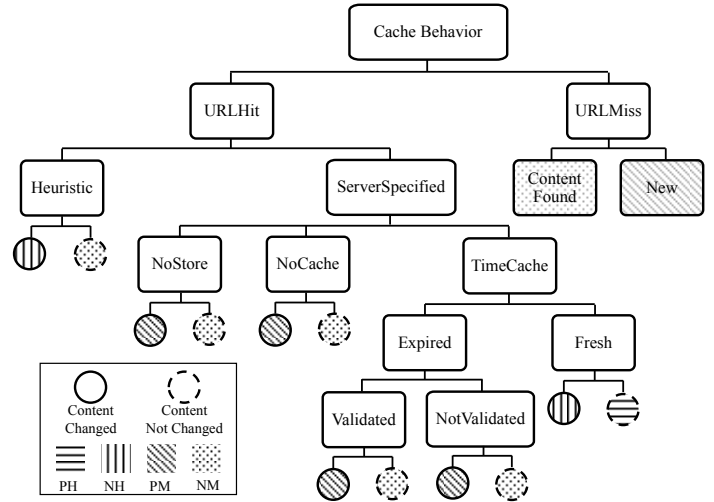 Cache Behavior
URLHit
URLMiss
Heuristic
ServerSpecified
Content
Found
New
NoStore
NoCache
TimeCache
Expired
Fresh
Validated
NotValidated
Content
Changed
Content
Not Changed
PH NH PM NM